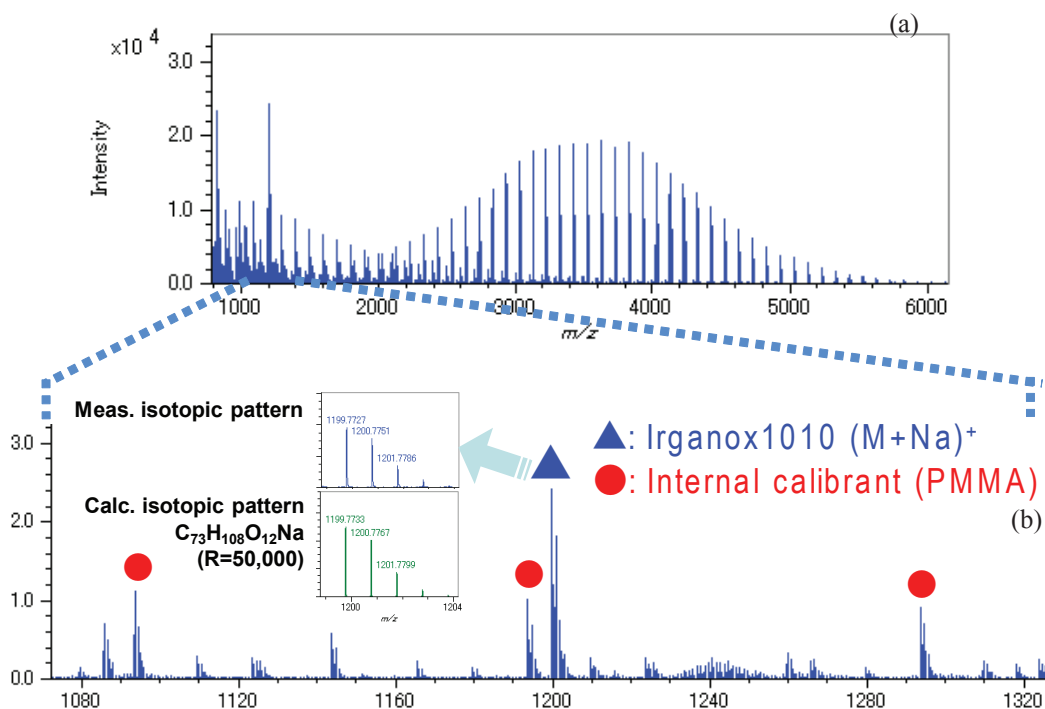 (a)
×10 ⁴
3.0
2.0
1.0
0.0
Intensity
1000 2000 3000 4000 5000 6000
m/z
Meas. isotopic pattern
1199.7727
1200.7751
1201.7786
▲: Irganox1010 (M+Na)⁺
●: Internal calibrant (PMMA)
(b)
Calc. isotopic pattern
C₇₃H₁₀₈O₁₂Na
(R=50,000)
1199.7733
1200.7767
1201.7799
1200 1204
m/z
3.0
2.0
1.0
0.0
1080 1120 1160 1200 1240 1280 1320